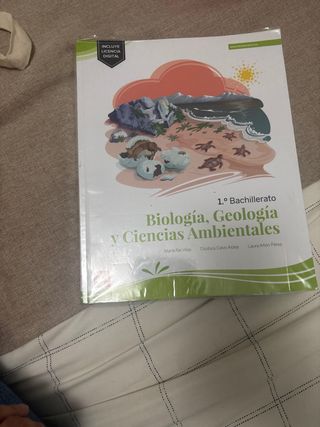 INCLUYE
LICENCIA
DIGITAL
1.º Bachillerato
Biología, Geología
y Ciencias Ambientales